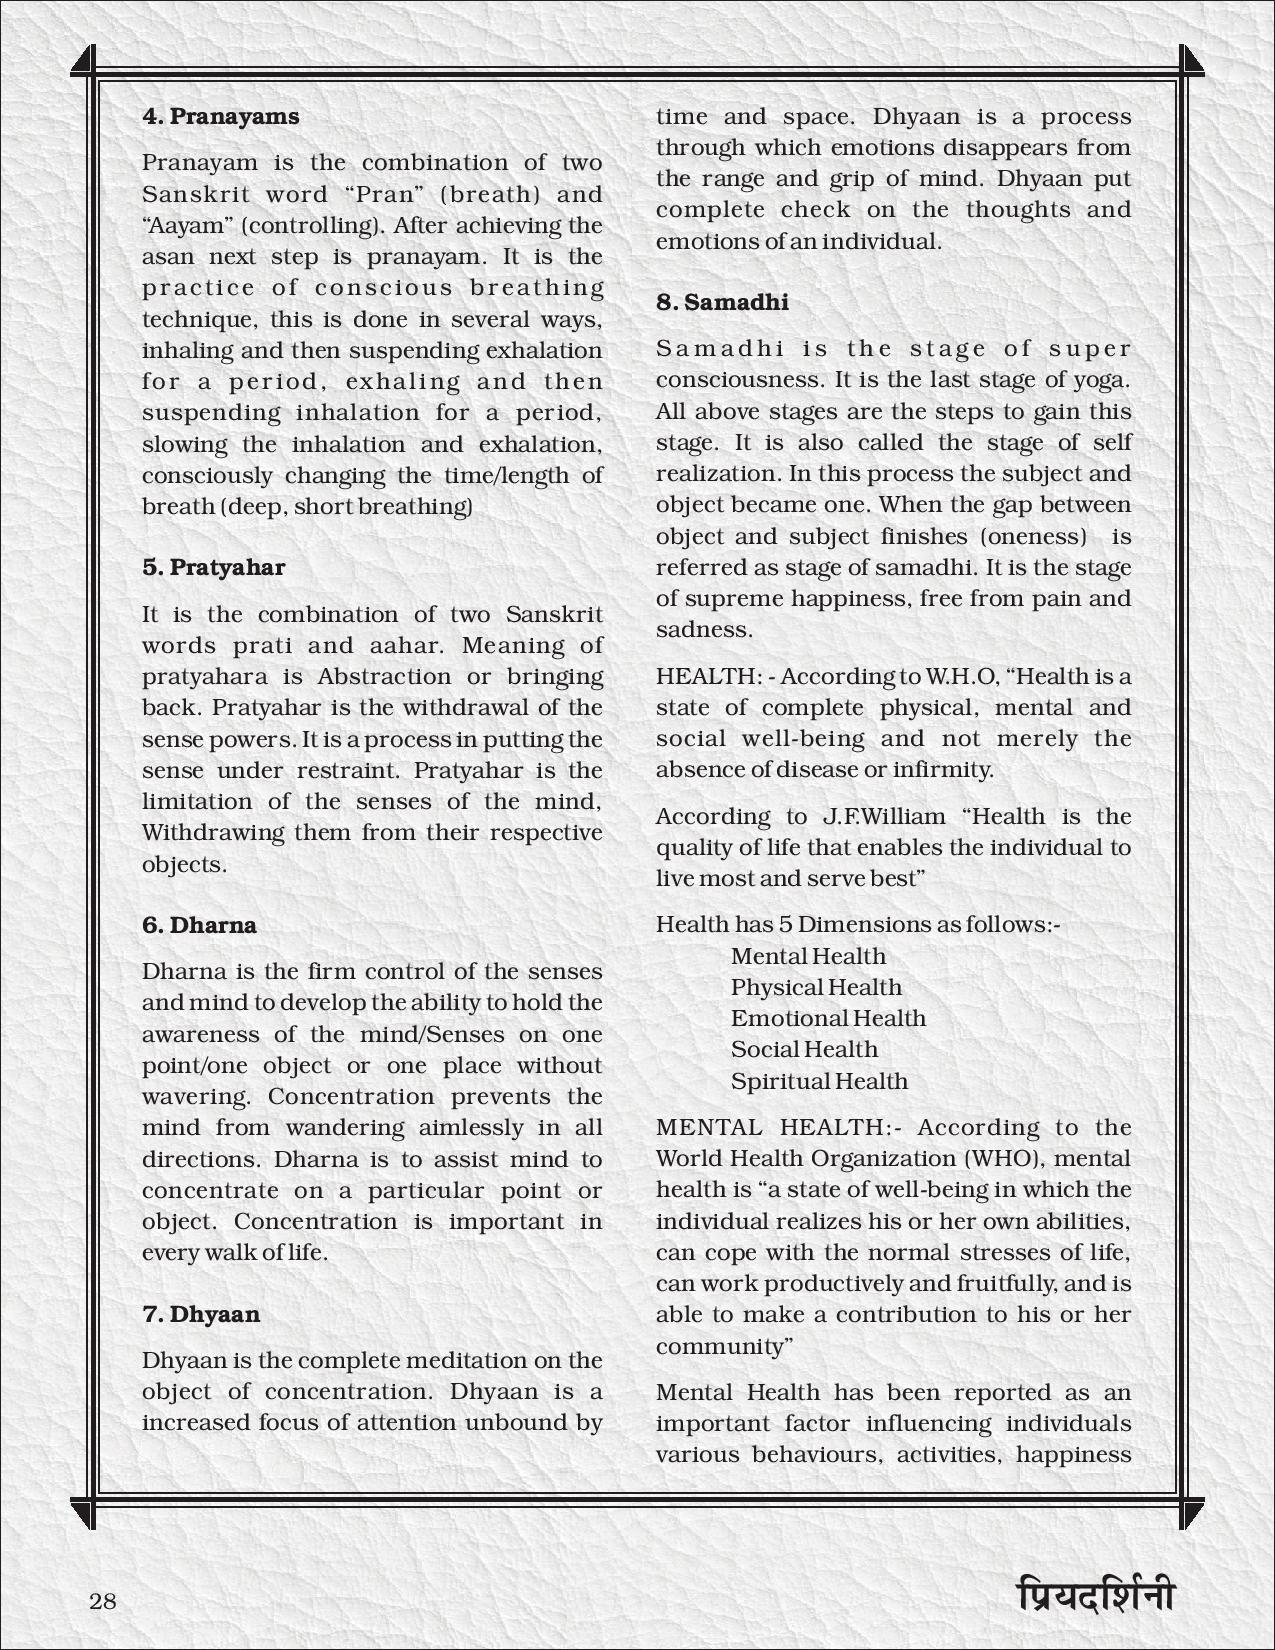 4. Pranayams
Pranayam is the combination of two
Sanskrit word “Pran” (breath) and
“Aayam” (controlling). After achieving the
asan next step is pranayam. It is the
practice of conscious breathing
technique, this is done in several ways,
inhaling and then suspending exhalation
for a period, exhaling and then
suspending inhalation for a period,
slowing the inhalation and exhalation,
consciously changing the time/length of
breath (deep, short breathing)
5. Pratyahar
It is the combination of two Sanskrit
words prati and aahar. Meaning of
pratyahara is Abstraction or bringing
back. Pratyahar is the withdrawal of the
sense powers. It is a process in putting the
sense under restraint. Pratyahar is the
limitation of the senses of the mind,
Withdrawing them from their respective
objects.
6. Dharna
Dharna is the firm control of the senses
and mind to develop the ability to hold the
awareness of the mind/Senses on one
point/one object or one place without
wavering. Concentration prevents the
mind from wandering aimlessly in all
directions. Dharna is to assist mind to
concentrate on a particular point or
object. Concentration is important in
every walk of life.
7. Dhyaan
Dhyaan is the complete meditation on the
object of concentration. Dhyaan is a
increased focus of attention unbound by
time and space. Dhyaan is a process
through which emotions disappears from
the range and grip of mind. Dhyaan put
complete check on the thoughts and
emotions of an individual.
8. Samadhi
Samadhi is the stage of super
consciousness. It is the last stage of yoga.
All above stages are the steps to gain this
stage. It is also called the stage of self
realization. In this process the subject and
object became one. When the gap between
object and subject finishes (oneness) is
referred as stage of samadhi. It is the stage
of supreme happiness, free from pain and
sadness.
HEALTH: - According to W.H.O, “Health is a
state of complete physical, mental and
social well-being and not merely the
absence of disease or infirmity.
According to J.F.William “Health is the
quality of life that enables the individual to
live most and serve best”
Health has 5 Dimensions as follows:-
Mental Health
Physical Health
Emotional Health
Social Health
Spiritual Health
MENTAL HEALTH:- According to the
World Health Organization (WHO), mental
health is “a state of well-being in which the
individual realizes his or her own abilities,
can cope with the normal stresses of life,
can work productively and fruitfully, and is
able to make a contribution to his or her
community”
Mental Health has been reported as an
important factor influencing individuals
various behaviours, activities, happiness
28
प्रियदर्शिनी